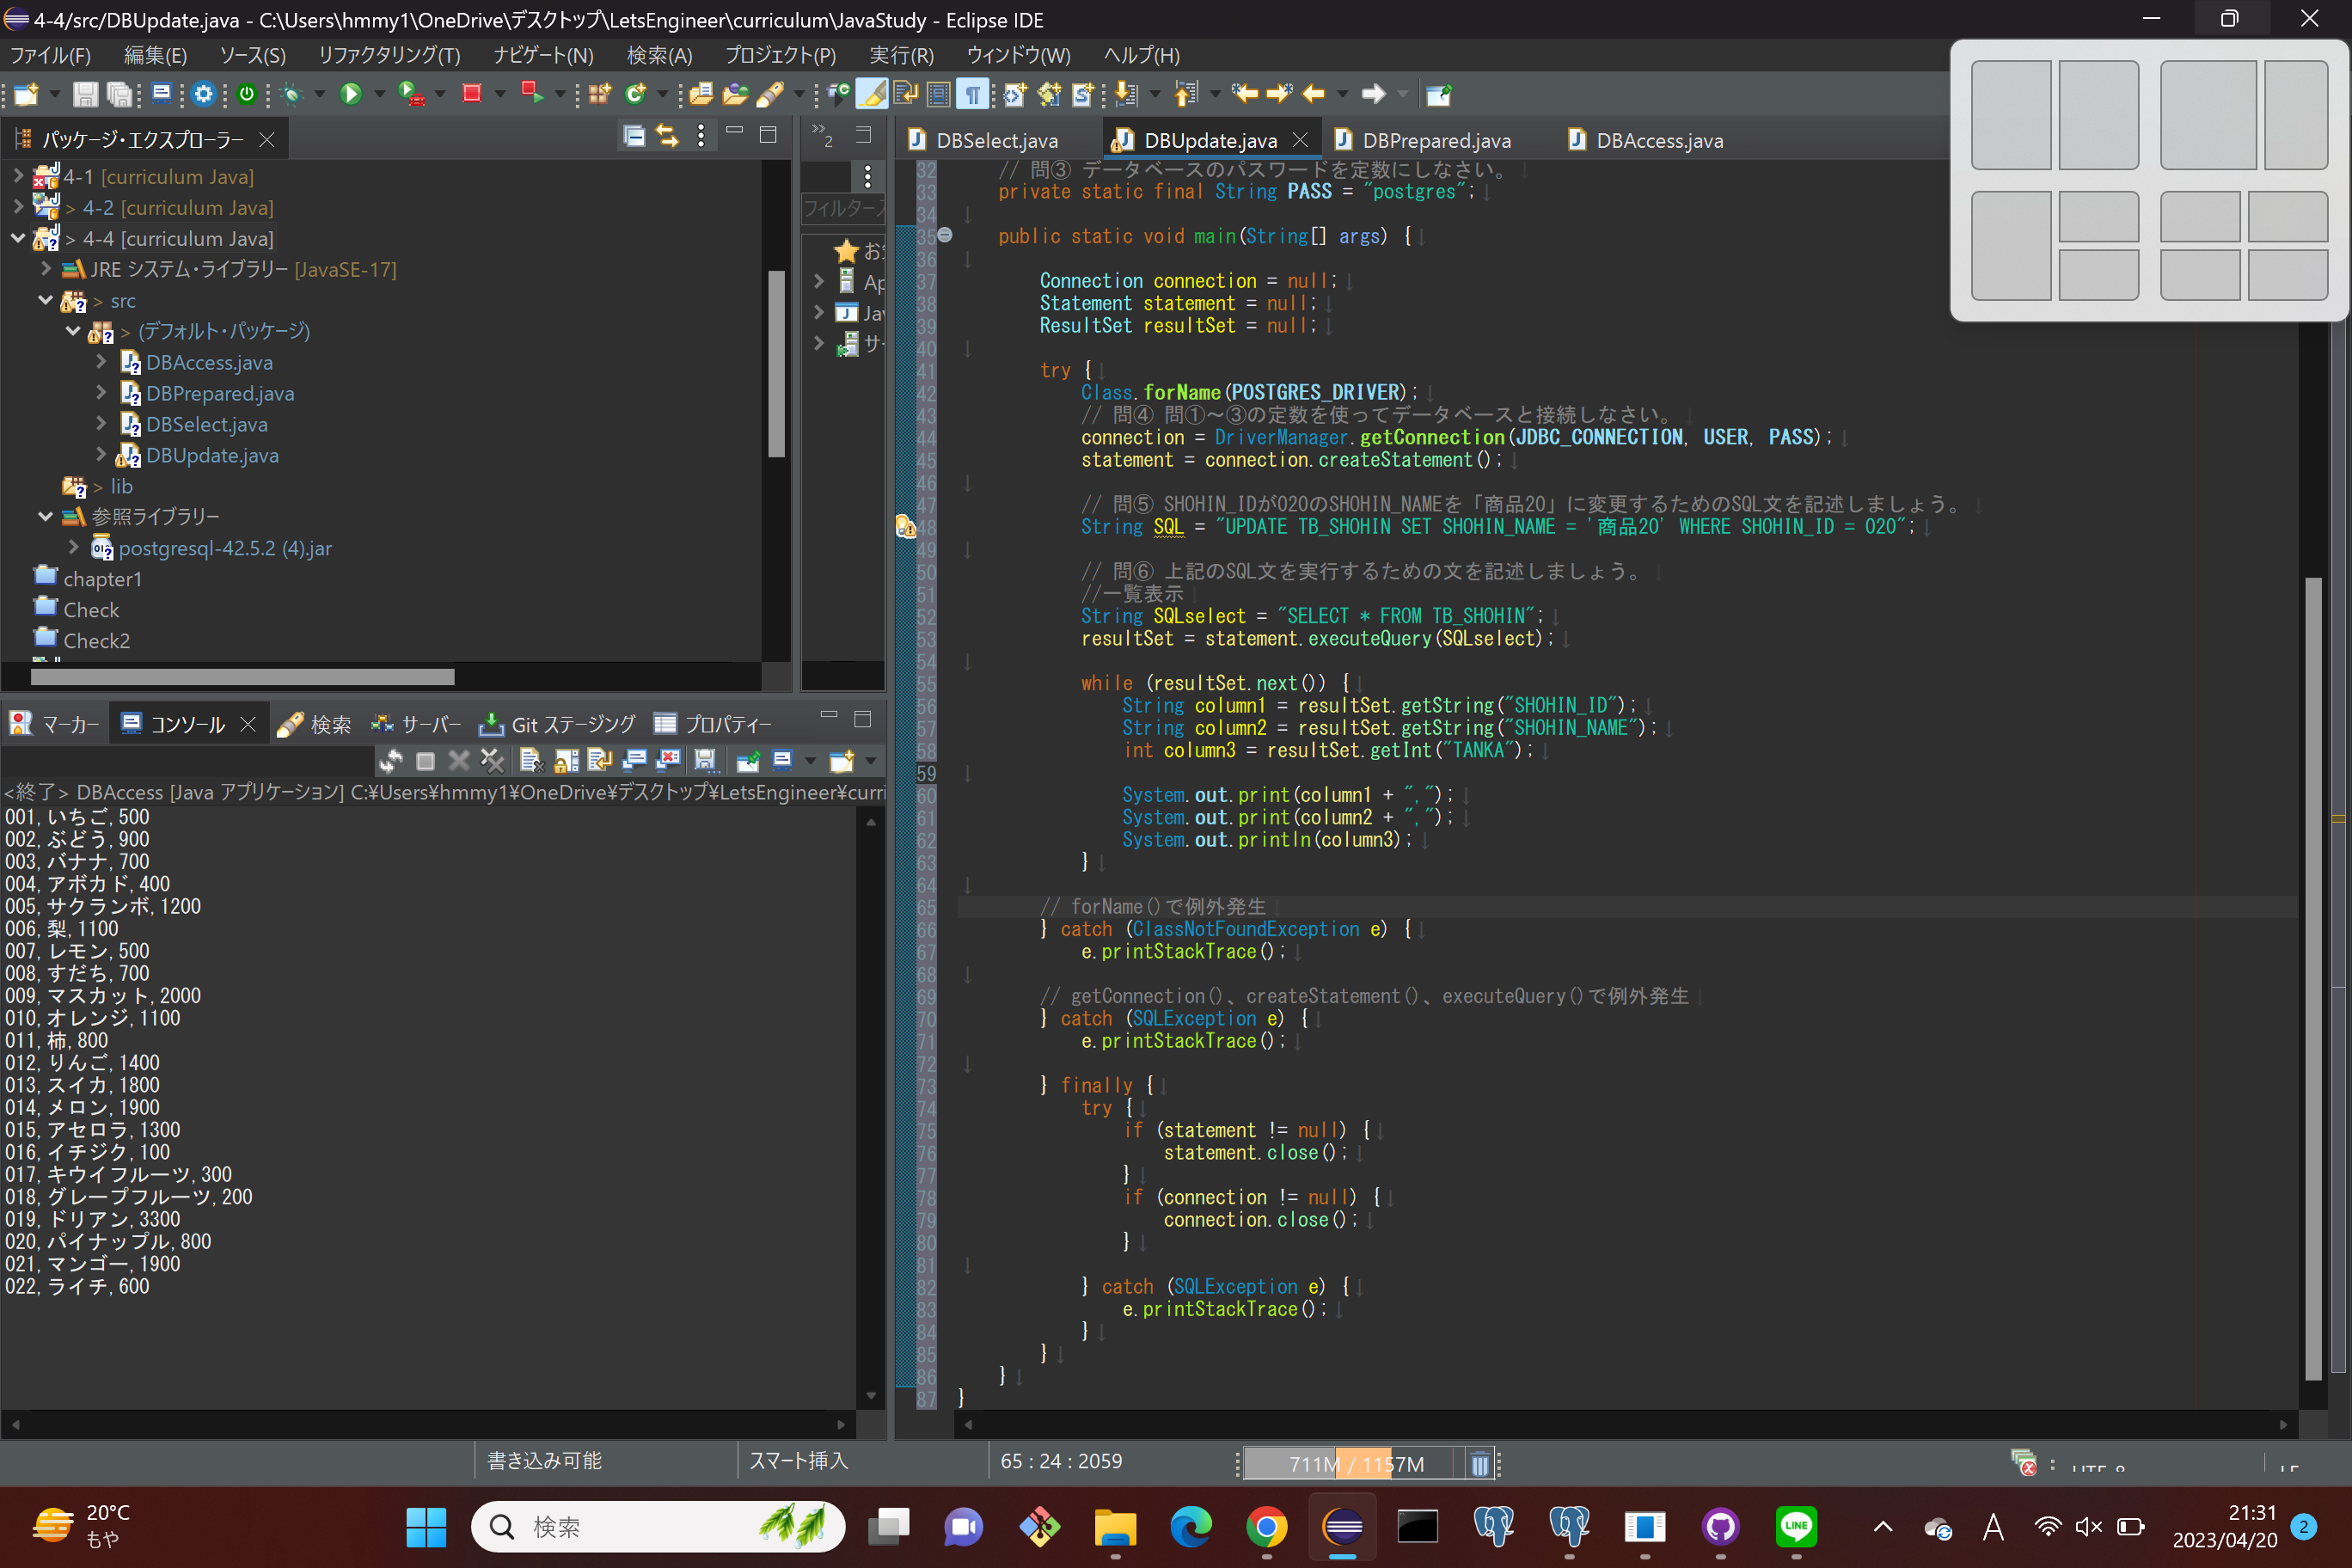 4-4/src/DBUpdate.java - C:\Users\hmmy1\OneDrive\デスクトップ\LetsEngineer\curriculum\JavaStudy - Eclipse IDE
ファイル(F) 編集(E) ソース(S) リファクタリング(T) ナビゲート(N) 検索(A) プロジェクト(P) 実行(R) ウィンドウ(W) ヘルプ(H)
パッケージ・エクスプローラー
4-1 [curriculum Java]
> 4-2 [curriculum Java]
> 4-4 [curriculum Java]
JRE システム・ライブラリー [JavaSE-17]
> src
> (デフォルト・パッケージ)
DBAccess.java
DBPrepared.java
DBSelect.java
DBUpdate.java
> lib
参照ライブラリー
postgresql-42.5.2 (4).jar
chapter1
Check
Check2
2
フィルター
DBSelect.java DBUpdate.java DBPrepared.java DBAccess.java
32 // 問③ データベースのパスワードを定数にしなさい。
33 private static final String PASS = "postgres";
34
35 public static void main(String[] args) {
36
37 Connection connection = null;
38 Statement statement = null;
39 ResultSet resultSet = null;
40
41 try {
42 Class.forName(POSTGRES_DRIVER);
43 // 問④ 問①～③の定数を使ってデータベースと接続しなさい。
44 connection = DriverManager.getConnection(JDBC_CONNECTION, USER, PASS);
45 statement = connection.createStatement();
46
47 // 問⑤ SHOHIN_IDが020のSHOHIN_NAMEを「商品20」に変更するためのSQL文を記述しましょう。
48 String SQL = "UPDATE TB_SHOHIN SET SHOHIN_NAME = '商品20' WHERE SHOHIN_ID = 020";
49
50 // 問⑥ 上記のSQL文を実行するための文を記述しましょう。
51 //一覧表示
52 String SQLselect = "SELECT * FROM TB_SHOHIN";
53 resultSet = statement.executeQuery(SQLselect);
54
55 while (resultSet.next()) {
56 String column1 = resultSet.getString("SHOHIN_ID");
57 String column2 = resultSet.getString("SHOHIN_NAME");
58 int column3 = resultSet.getInt("TANKA");
59
60 System.out.print(column1 + ",");
61 System.out.print(column2 + ",");
62 System.out.println(column3);
63 }
64
65 // forName()で例外発生
66 } catch (ClassNotFoundException e) {
67 e.printStackTrace();
68
69 // getConnection()、createStatement()、executeQuery()で例外発生
70 } catch (SQLException e) {
71 e.printStackTrace();
72
73 } finally {
74 try {
75 if (statement != null) {
76 statement.close();
77 }
78 if (connection != null) {
79 connection.close();
80 }
81
82 } catch (SQLException e) {
83 e.printStackTrace();
84 }
85 }
86 }
87 }
マーカー コンソール 検索 サーバー Git ステージング プロパティー
<終了> DBAccess [Java アプリケーション] C:¥Users¥hmmy1¥OneDrive¥デスクトップ¥LetsEngineer¥curri
001,いちご,500
002,ぶどう,900
003,バナナ,700
004,アボカド,400
005,サクランボ,1200
006,梨,1100
007,レモン,500
008,すだち,700
009,マスカット,2000
010,オレンジ,1100
011,柿,800
012,りんご,1400
013,スイカ,1800
014,メロン,1900
015,アセロラ,1300
016,イチジク,100
017,キウイフルーツ,300
018,グレープフルーツ,200
019,ドリアン,3300
020,パイナップル,800
021,マンゴー,1900
022,ライチ,600
書き込み可能 スマート挿入 65 : 24 : 2059 711M / 1157M
20°C
もや
検索
LINE
A
21:31
2023/04/20
2